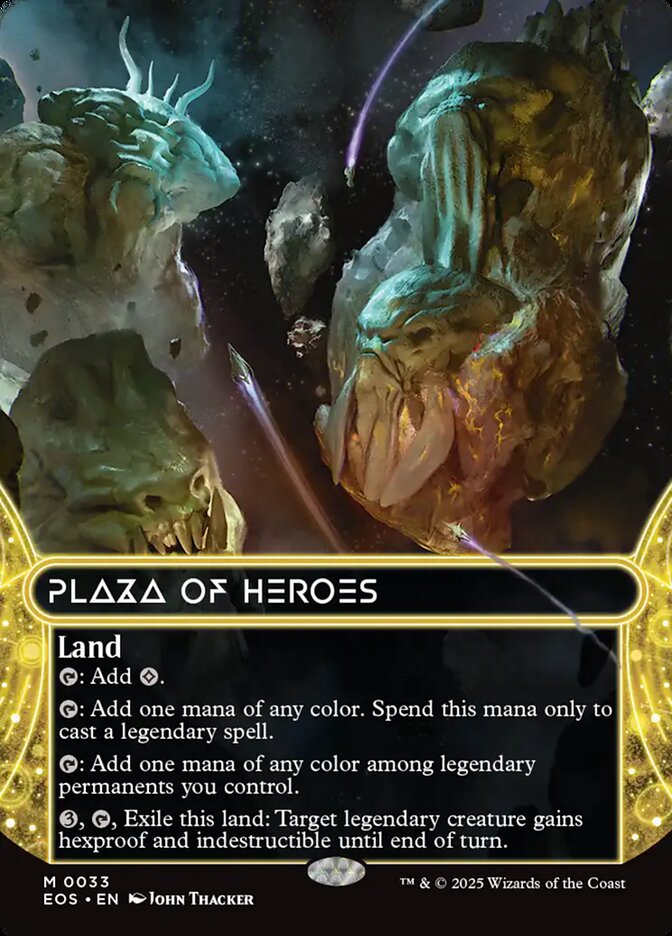 PLAZA OF HEROES
Land
: Add .
: Add one mana of any color. Spend this mana only to
cast a legendary spell.
: Add one mana of any color among legendary
permanents you control.
3, , Exile this land: Target legendary creature gains
hexproof and indestructible until end of turn.
M 0033
EOS • EN JOHN THACKER
™ & © 2025 Wizards of the Coast